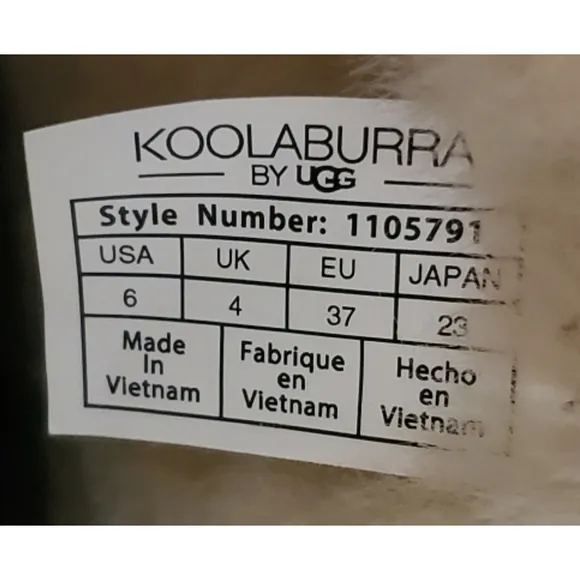 KOOLABURRA
BY UGG
Style Number: 1105791
USA UK EU JAPAN
6 4 37 23
Made In Vietnam
Fabrique en Vietnam
Hecho en Vietnam